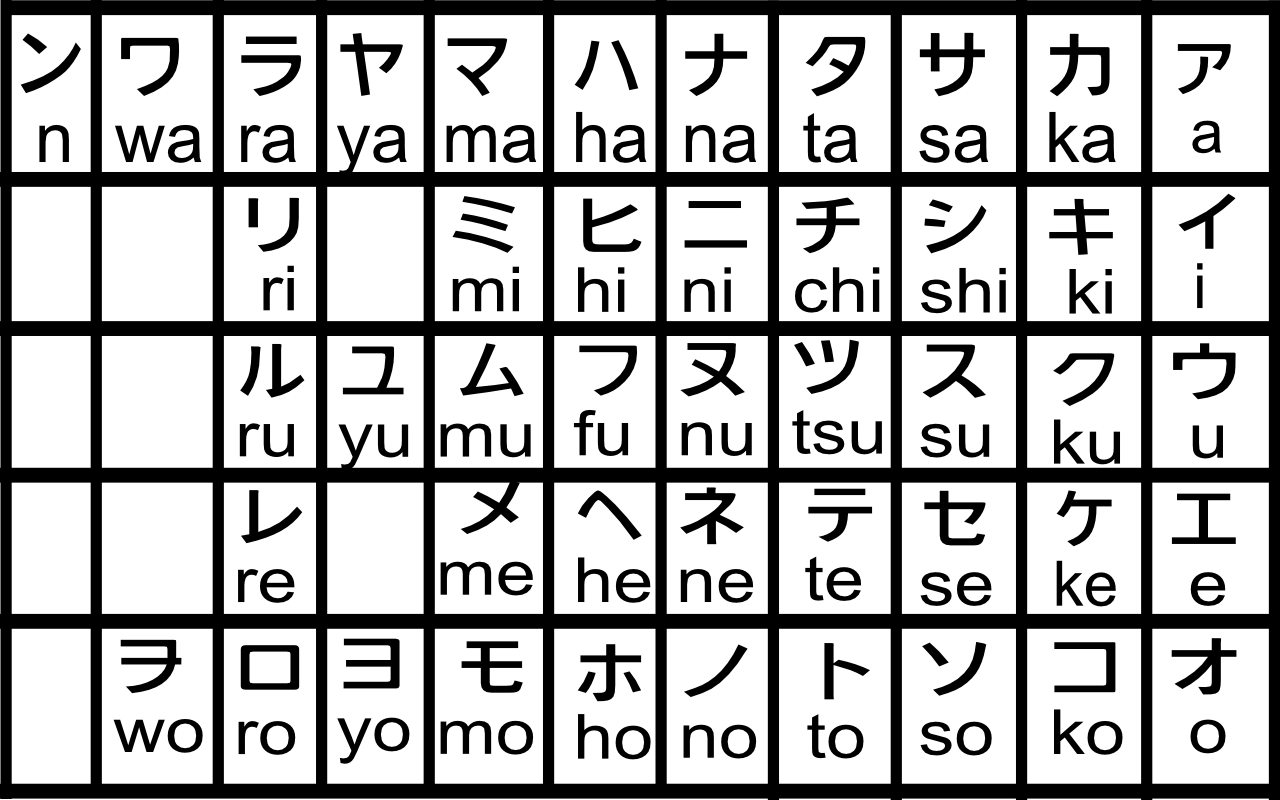 ン ワ ラ ヤ マ ハ ナ タ サ カ ア
n wa ra ya ma ha na ta sa ka a
リ ミ ヒ ニ チ シ キ イ
ri mi hi ni chi shi ki i
ル ユ ム フ ヌ ツ ス ク ウ
ru yu mu fu nu tsu su ku u
レ メ ヘ ネ テ セ ケ エ
re me he ne te se ke e
ヲ ロ ヨ モ ホ ノ ト ソ コ オ
wo ro yo mo ho no to so ko o